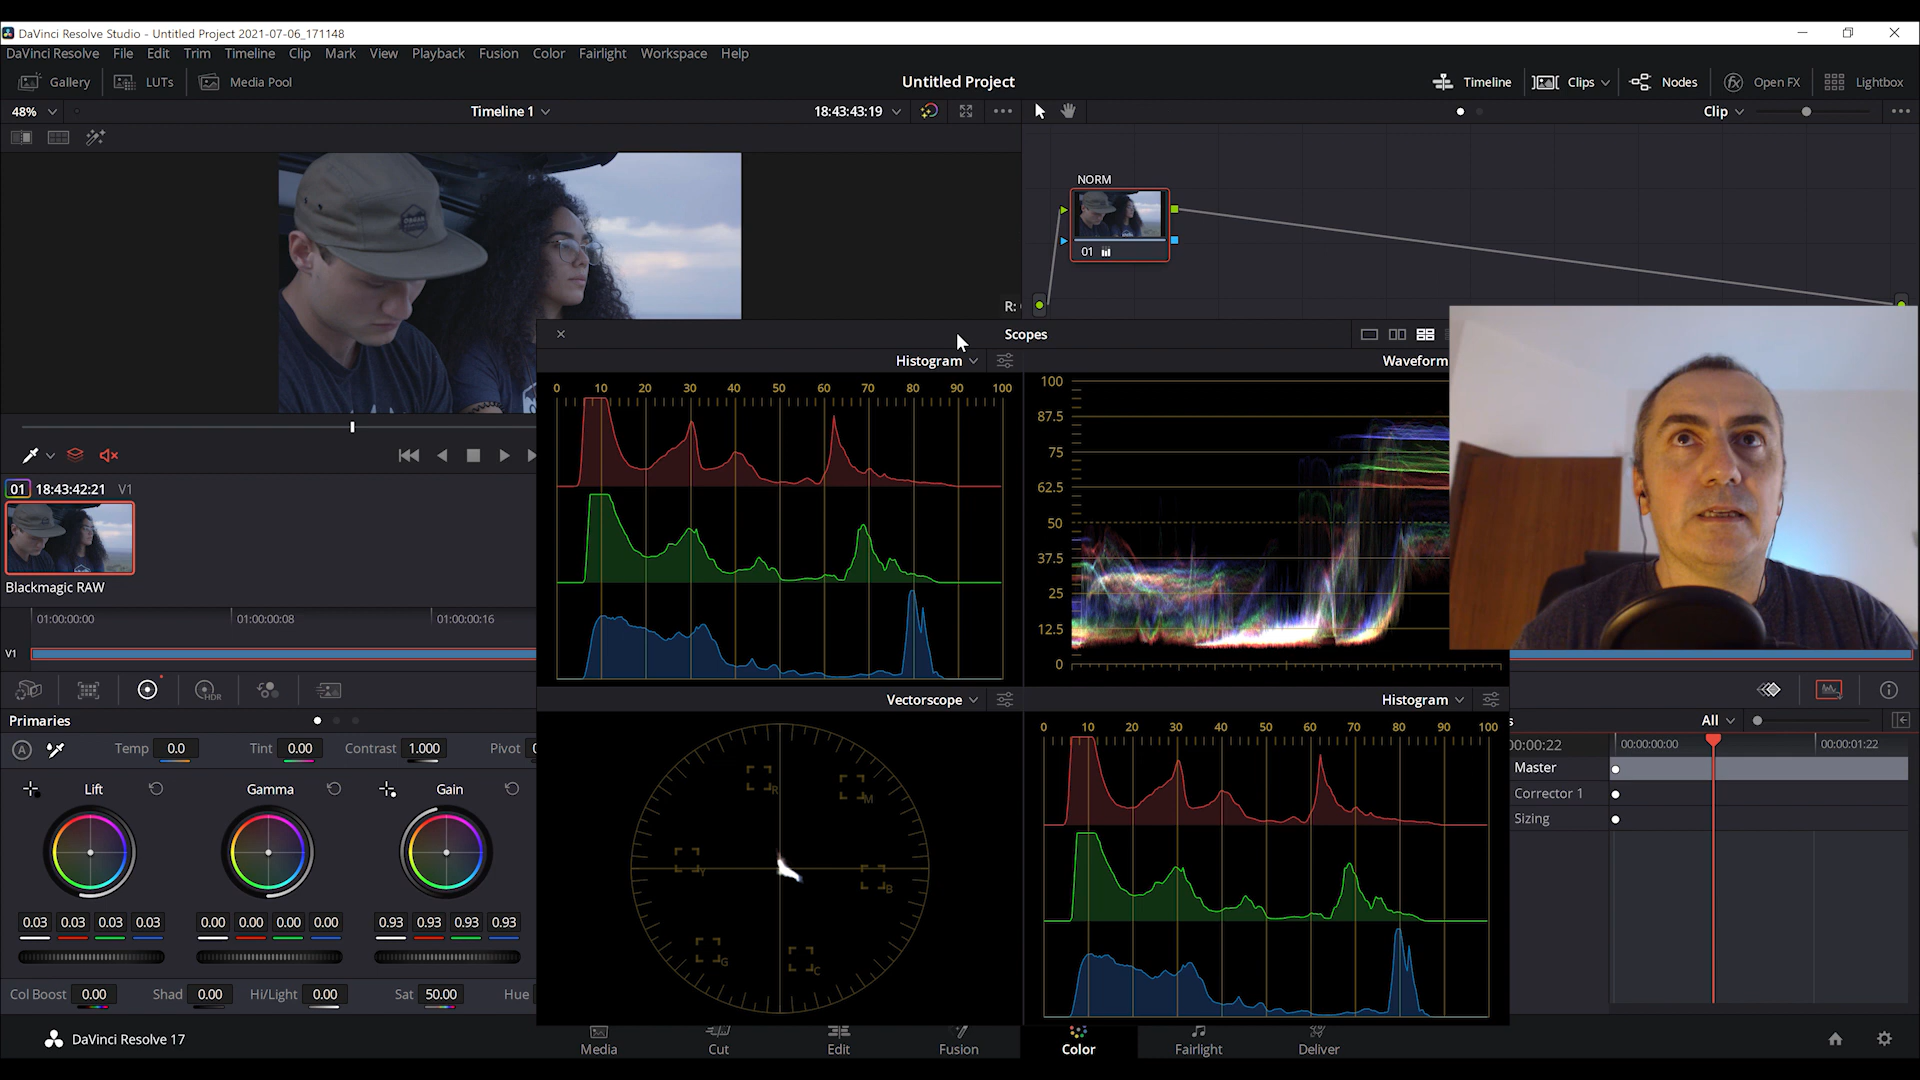 DaVinci Resolve Studio - Untitled Project 2021-07-06_171148
DaVinci Resolve File Edit Trim Timeline Clip Mark View Playback Fusion Color Fairlight Workspace Help
Gallery LUTs Media Pool
Untitled Project
Timeline Clips Nodes Open FX Lightbox
48%
Timeline 1
18:43:43:19
Clip
NORM
01
R:
Scopes
Histogram
0 10 20 30 40 50 60 70 80 90 100
Waveform
100
87.5
75
62.5
50
37.5
25
12.5
0
01 18:43:42:21 V1
Blackmagic RAW
01:00:00:00 01:00:00:08 01:00:00:16
V1
HDR
Primaries
Temp 0.0 Tint 0.00 Contrast 1.000 Pivot
A
Lift Gamma Gain
0.03 0.03 0.03 0.03
0.00 0.00 0.00 0.00
0.93 0.93 0.93 0.93
Col Boost 0.00 Shad 0.00 Hi/Light 0.00 Sat 50.00 Hue
Vectorscope
R
M
Y
B
G
C
Histogram
0 10 20 30 40 50 60 70 80 90 100
All
00:00:22
00:00:00:00 00:00:01:22
Master
Corrector 1
Sizing
DaVinci Resolve 17
Media Cut Edit Fusion Color Fairlight Deliver